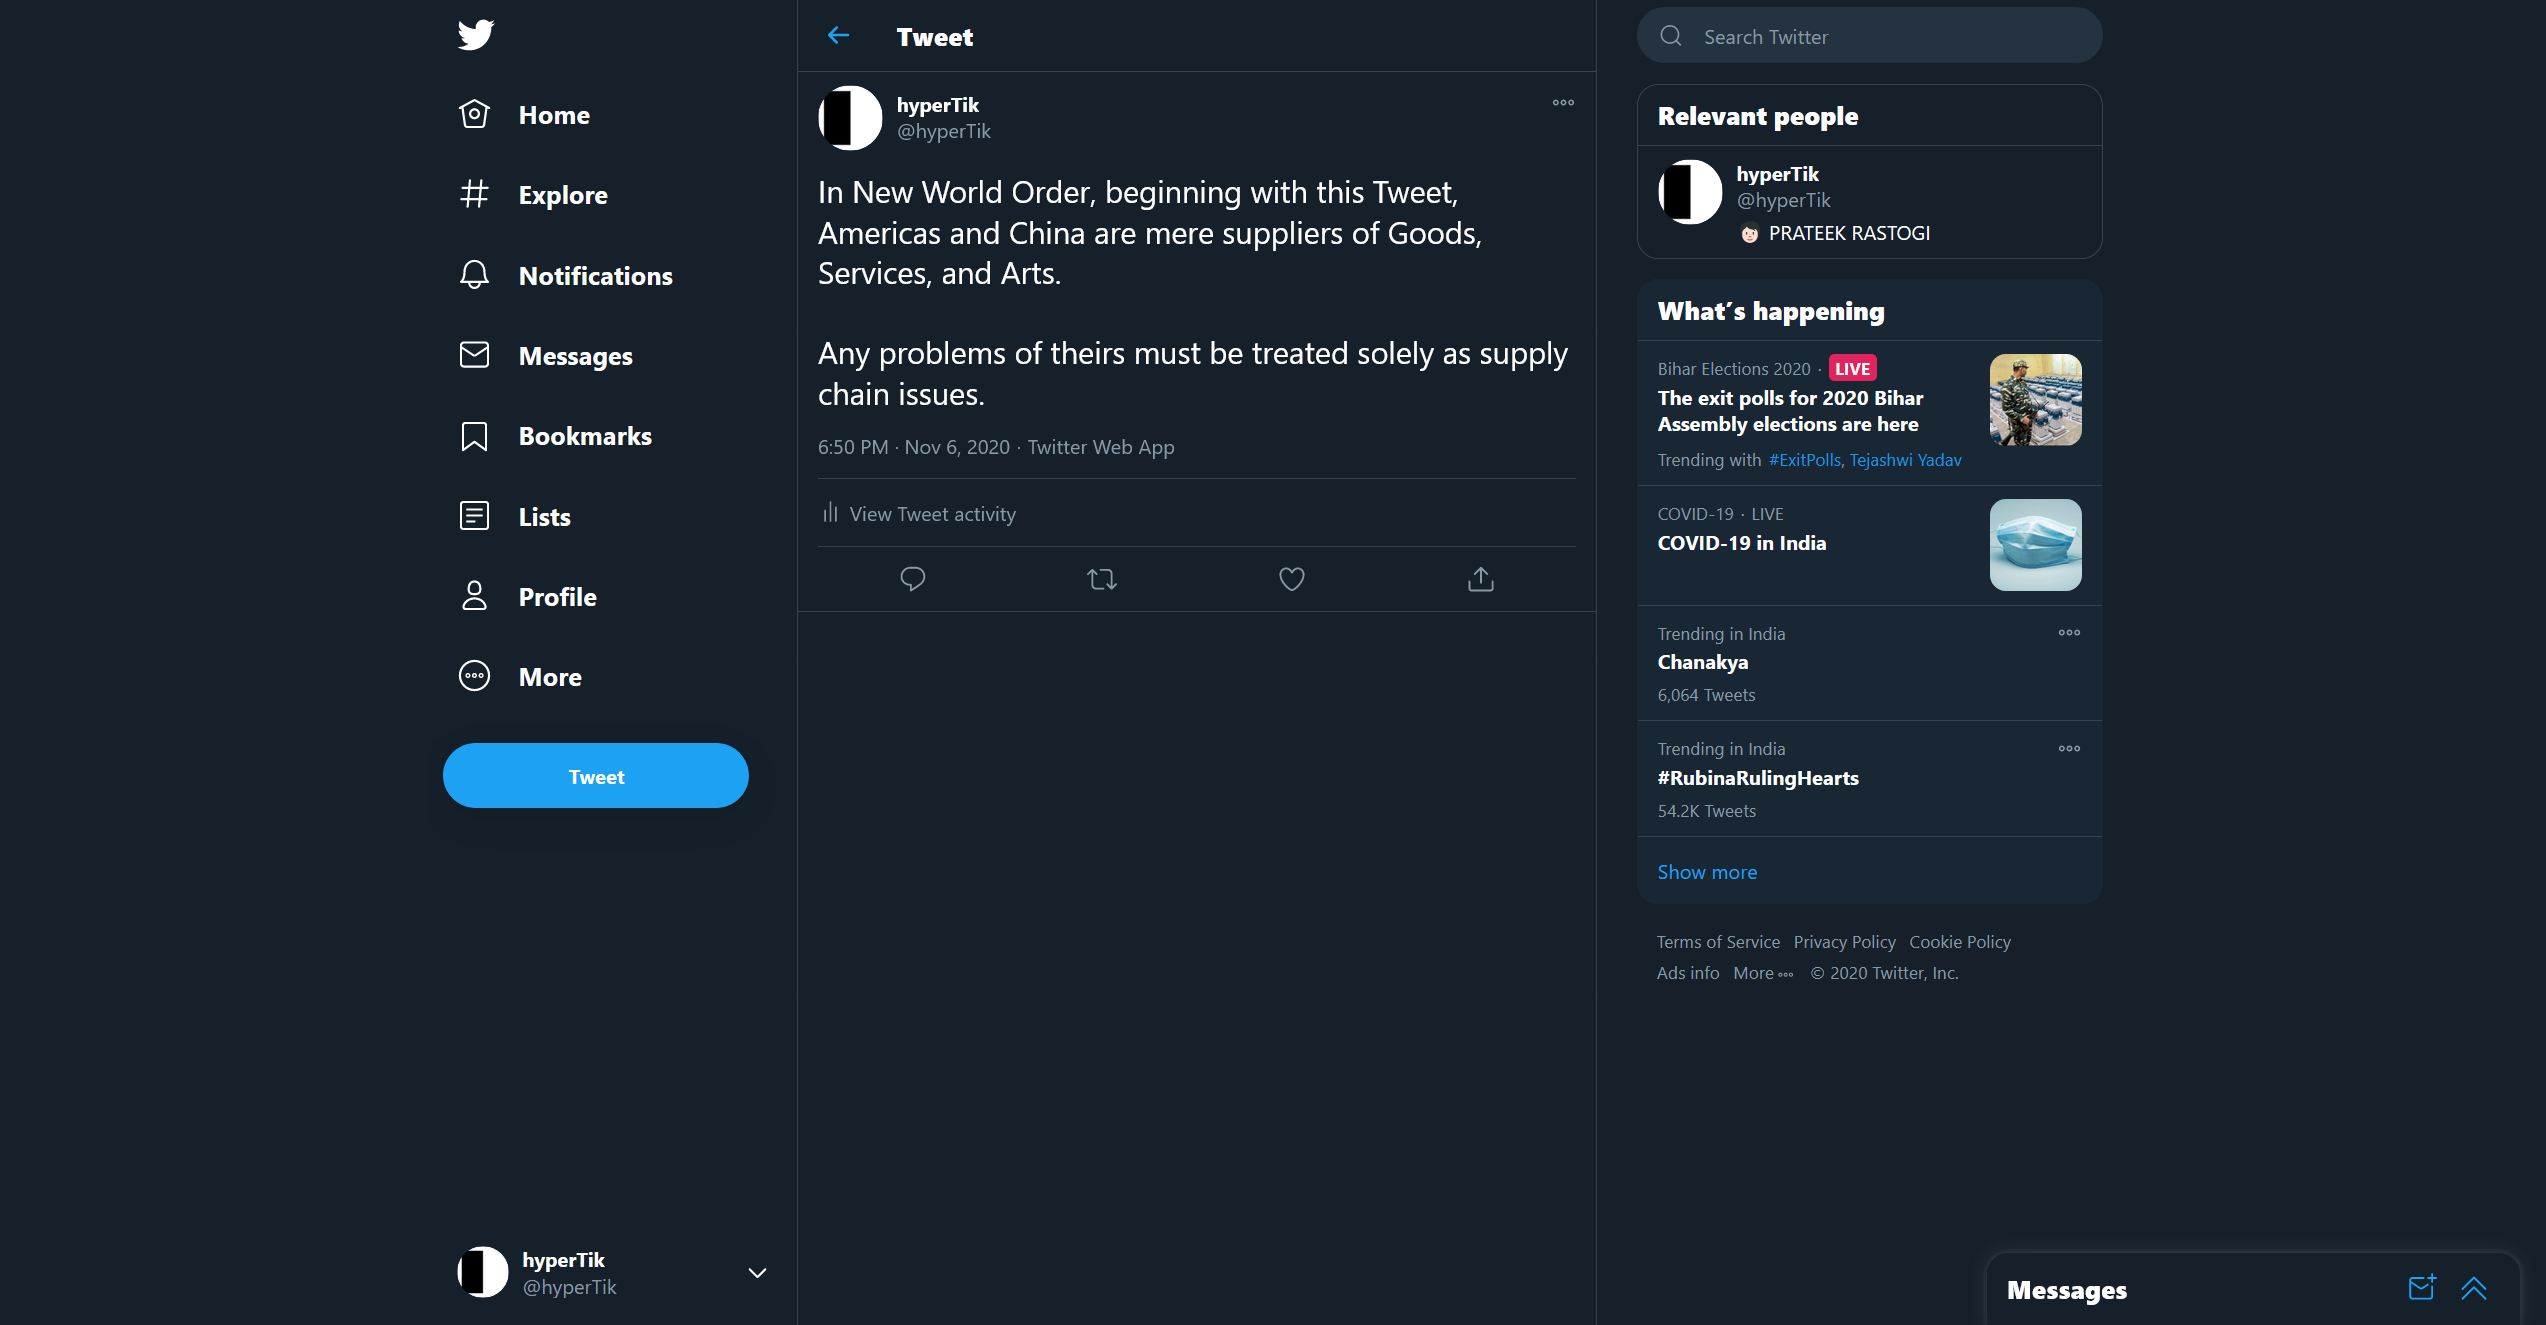 Home
Explore
Notifications
Messages
Bookmarks
Lists
Profile
More
Tweet
hyperTik
@hyperTik
Tweet
hyperTik
@hyperTik
In New World Order, beginning with this Tweet,
Americas and China are mere suppliers of Goods,
Services, and Arts.
Any problems of theirs must be treated solely as supply
chain issues.
6:50 PM · Nov 6, 2020 · Twitter Web App
View Tweet activity
Search Twitter
Relevant people
hyperTik
@hyperTik
PRATEEK RASTOGI
What's happening
Bihar Elections 2020 · LIVE
The exit polls for 2020 Bihar
Assembly elections are here
Trending with #ExitPolls, Tejashwi Yadav
COVID-19 · LIVE
COVID-19 in India
Trending in India
Chanakya
6,064 Tweets
Trending in India
#RubinaRulingHearts
54.2K Tweets
Show more
Terms of Service Privacy Policy Cookie Policy
Ads info More © 2020 Twitter, Inc.
Messages